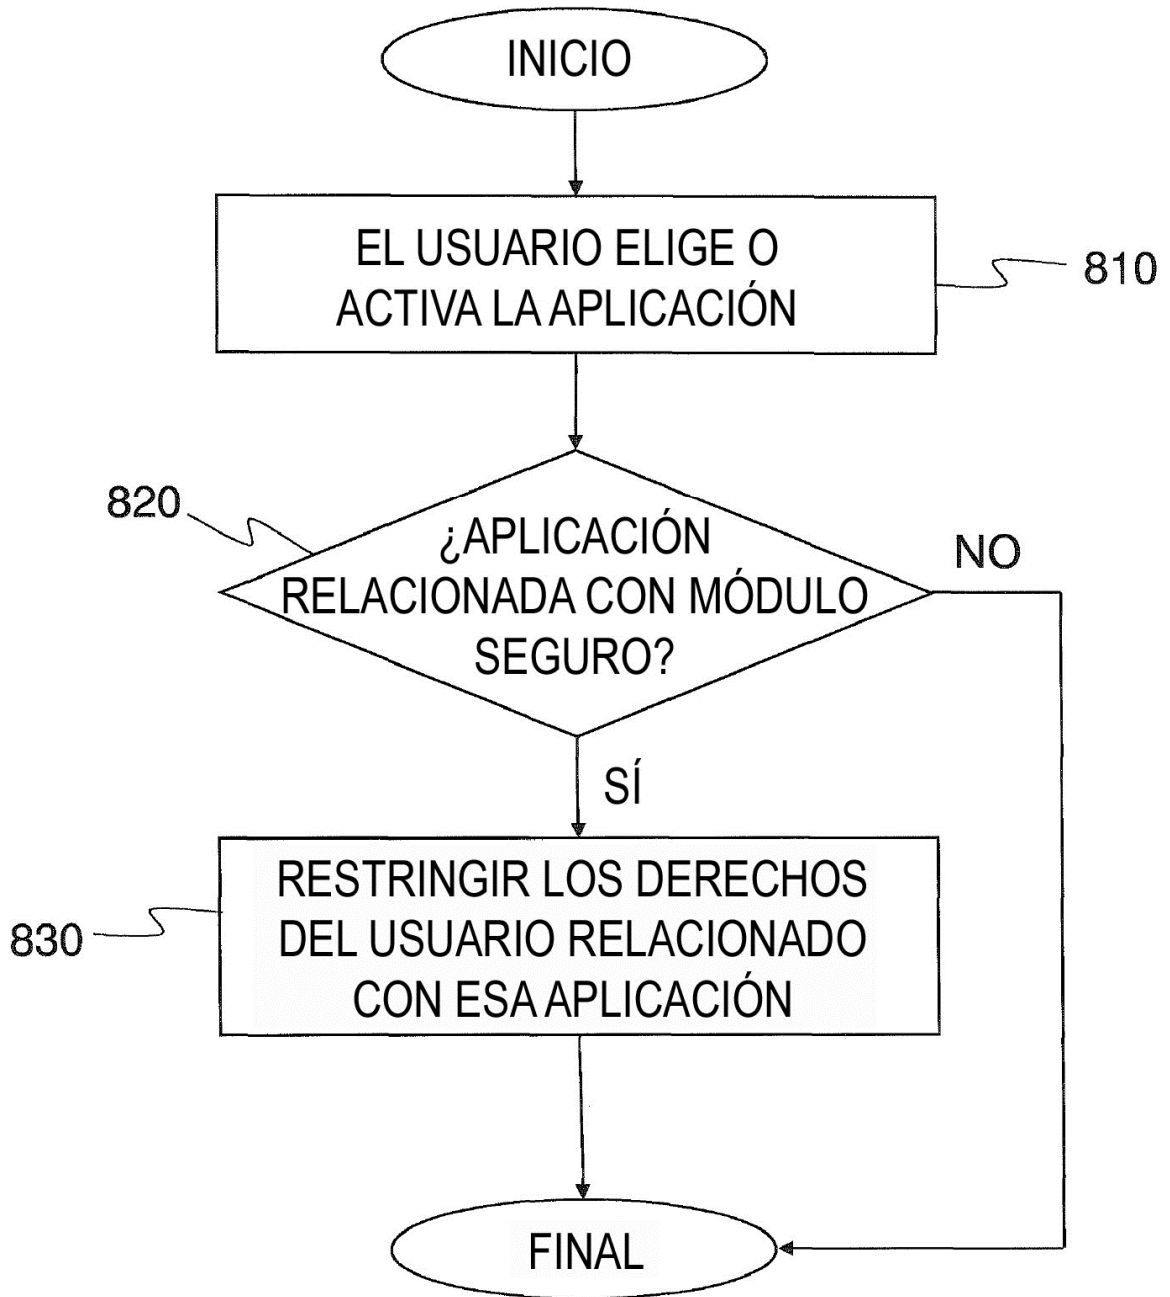 INICIO
EL USUARIO ELIGE O
ACTIVA LA APLICACIÓN
810
820
¿APLICACIÓN
RELACIONADA CON MÓDULO
SEGURO?
NO
SÍ
RESTRINGIR LOS DERECHOS
DEL USUARIO RELACIONADO
CON ESA APLICACIÓN
830
FINAL